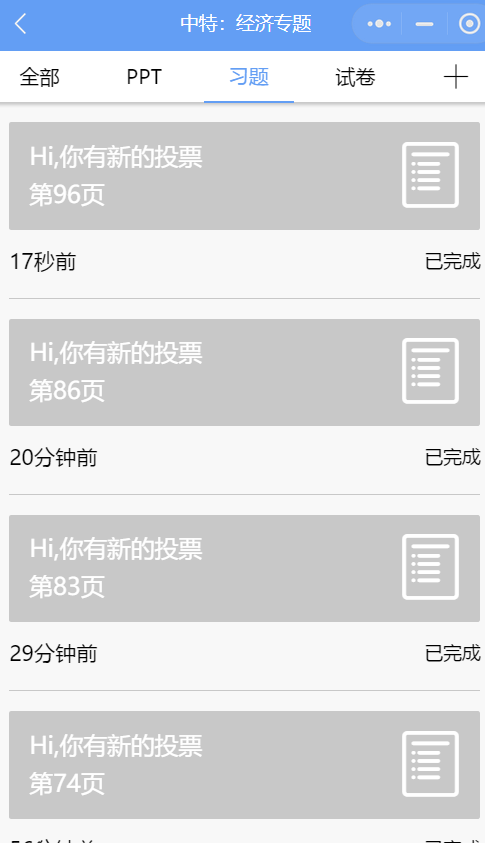 中特：经济专题
全部 PPT 习题 试卷
Hi,你有新的投票
第96页
17秒前 已完成
Hi,你有新的投票
第86页
20分钟前 已完成
Hi,你有新的投票
第83页
29分钟前 已完成
Hi,你有新的投票
第74页